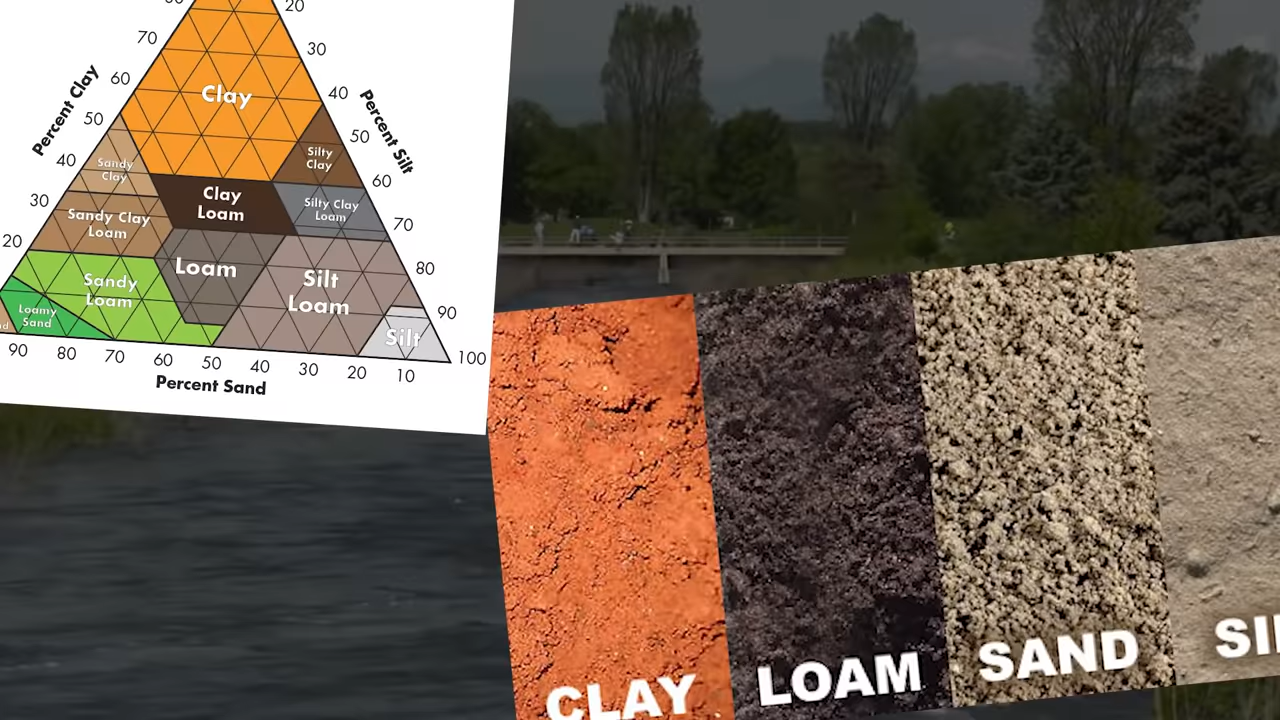 20
70
30
60
40
Clay
50
50
Percent Clay
Percent Silt
40
Sandy
Clay
Silty
Clay
60
30
Clay
Loam
Silty Clay
Loam
Sandy Clay
Loam
70
20
Loam
80
Sandy
Loam
Silt
Loam
90
Loamy
Sand
Silt
100
90 80 70 60 50 40 30 20 10
Percent Sand
CLAY
LOAM
SAND